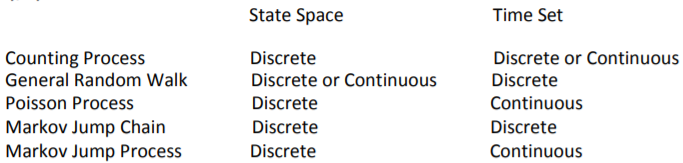 State Space Time Set
Counting Process Discrete Discrete or Continuous
General Random Walk Discrete or Continuous Discrete
Poisson Process Discrete Continuous
Markov Jump Chain Discrete Discrete
Markov Jump Process Discrete Continuous